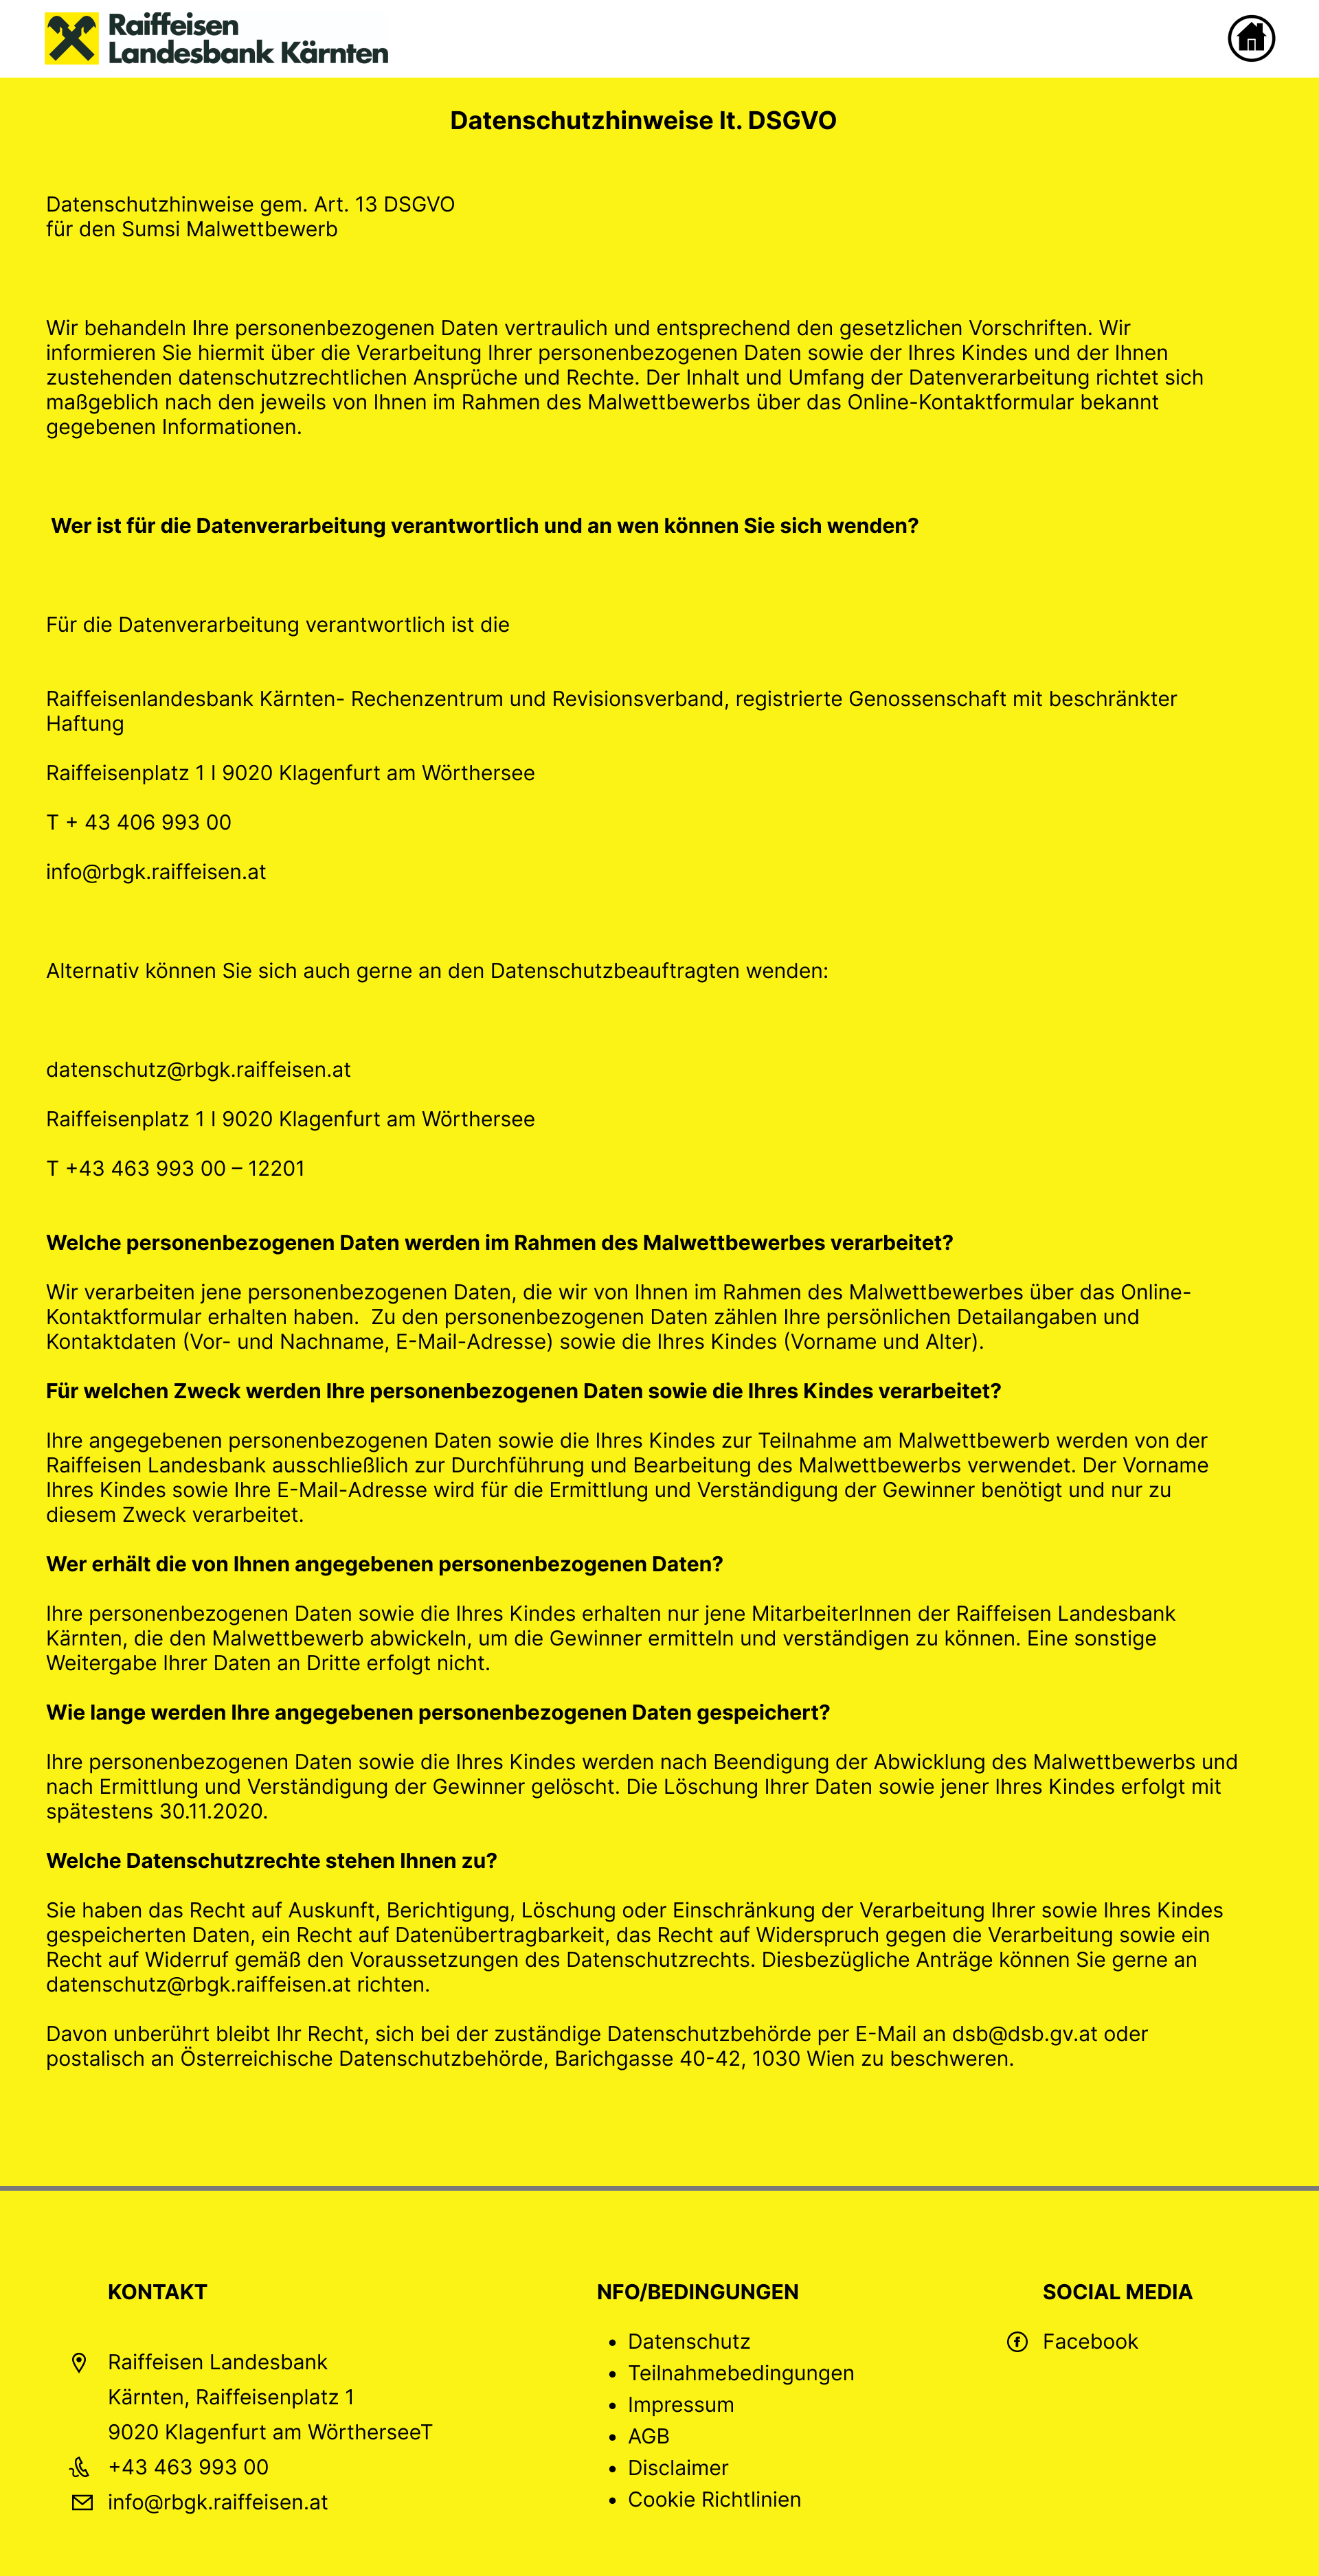 Raiffeisen
Landesbank Kärnten
Datenschutzhinweise lt. DSGVO
Datenschutzhinweise gem. Art. 13 DSGVO
für den Sumsi Malwettbewerb
Wir behandeln Ihre personenbezogenen Daten vertraulich und entsprechend den gesetzlichen Vorschriften. Wir
informieren Sie hiermit über die Verarbeitung Ihrer personenbezogenen Daten sowie der Ihres Kindes und der Ihnen
zustehenden datenschutzrechtlichen Ansprüche und Rechte. Der Inhalt und Umfang der Datenverarbeitung richtet sich
maßgeblich nach den jeweils von Ihnen im Rahmen des Malwettbewerbs über das Online-Kontaktformular bekannt
gegebenen Informationen.
Wer ist für die Datenverarbeitung verantwortlich und an wen können Sie sich wenden?
Für die Datenverarbeitung verantwortlich ist die
Raiffeisenlandesbank Kärnten- Rechenzentrum und Revisionsverband, registrierte Genossenschaft mit beschränkter
Haftung
Raiffeisenplatz 1 I 9020 Klagenfurt am Wörthersee
T + 43 406 993 00
info@rbgk.raiffeisen.at
Alternativ können Sie sich auch gerne an den Datenschutzbeauftragten wenden:
datenschutz@rbgk.raiffeisen.at
Raiffeisenplatz 1 I 9020 Klagenfurt am Wörthersee
T +43 463 993 00 – 12201
Welche personenbezogenen Daten werden im Rahmen des Malwettbewerbes verarbeitet?
Wir verarbeiten jene personenbezogenen Daten, die wir von Ihnen im Rahmen des Malwettbewerbes über das Online-
Kontaktformular erhalten haben.  Zu den personenbezogenen Daten zählen Ihre persönlichen Detailangaben und
Kontaktdaten (Vor- und Nachname, E-Mail-Adresse) sowie die Ihres Kindes (Vorname und Alter).
Für welchen Zweck werden Ihre personenbezogenen Daten sowie die Ihres Kindes verarbeitet?
Ihre angegebenen personenbezogenen Daten sowie die Ihres Kindes zur Teilnahme am Malwettbewerb werden von der
Raiffeisen Landesbank ausschließlich zur Durchführung und Bearbeitung des Malwettbewerbs verwendet. Der Vorname
Ihres Kindes sowie Ihre E-Mail-Adresse wird für die Ermittlung und Verständigung der Gewinner benötigt und nur zu
diesem Zweck verarbeitet.
Wer erhält die von Ihnen angegebenen personenbezogenen Daten?
Ihre personenbezogenen Daten sowie die Ihres Kindes erhalten nur jene MitarbeiterInnen der Raiffeisen Landesbank
Kärnten, die den Malwettbewerb abwickeln, um die Gewinner ermitteln und verständigen zu können. Eine sonstige
Weitergabe Ihrer Daten an Dritte erfolgt nicht.
Wie lange werden Ihre angegebenen personenbezogenen Daten gespeichert?
Ihre personenbezogenen Daten sowie die Ihres Kindes werden nach Beendigung der Abwicklung des Malwettbewerbs und
nach Ermittlung und Verständigung der Gewinner gelöscht. Die Löschung Ihrer Daten sowie jener Ihres Kindes erfolgt mit
spätestens 30.11.2020.
Welche Datenschutzrechte stehen Ihnen zu?
Sie haben das Recht auf Auskunft, Berichtigung, Löschung oder Einschränkung der Verarbeitung Ihrer sowie Ihres Kindes
gespeicherten Daten, ein Recht auf Datenübertragbarkeit, das Recht auf Widerspruch gegen die Verarbeitung sowie ein
Recht auf Widerruf gemäß den Voraussetzungen des Datenschutzrechts. Diesbezügliche Anträge können Sie gerne an
datenschutz@rbgk.raiffeisen.at richten.
Davon unberührt bleibt Ihr Recht, sich bei der zuständige Datenschutzbehörde per E-Mail an dsb@dsb.gv.at oder
postalisch an Österreichische Datenschutzbehörde, Barichgasse 40-42, 1030 Wien zu beschweren.
KONTAKT
Raiffeisen Landesbank
Kärnten, Raiffeisenplatz 1
9020 Klagenfurt am WörtherseeT
+43 463 993 00
info@rbgk.raiffeisen.at
NFO/BEDINGUNGEN
• Datenschutz
• Teilnahmebedingungen
• Impressum
• AGB
• Disclaimer
• Cookie Richtlinien
SOCIAL MEDIA
Facebook